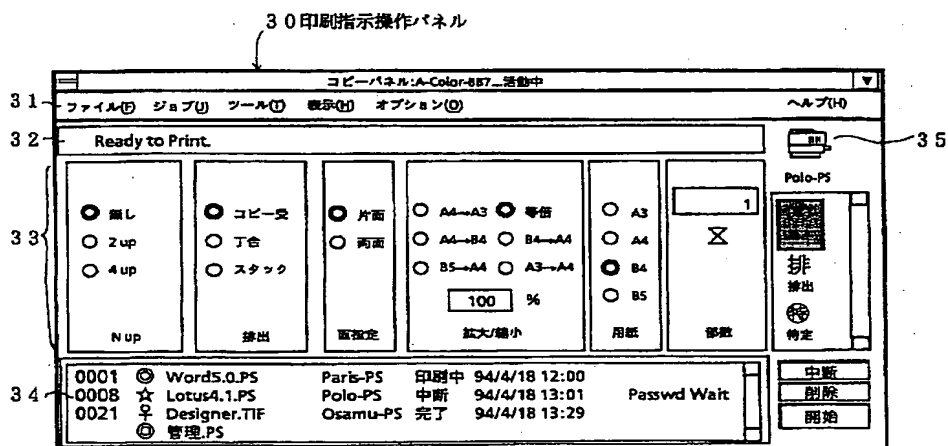 30印刷指示操作パネル
コピーパネル:A-Color-887...活動中
31 ファイル(F) ジョブ(J) ツール(T) 表示(H) オプション(O) ヘルプ(H)
32 Ready to Print.
35
Polo-PS
33
無し
2 up
4 up
N up
コピー受
丁合
スタック
排出
片面
両面
面指定
A4→A3 等倍
A4→B4 B4→A4
B5→A4 A3→A4
100 %
拡大/縮小
A3
A4
B4
B5
用紙
1
部数
排
排出
特
特定
34
0001 ◎ Word5.0.PS Paris-PS 印刷中 94/4/18 12:00
0008 ☆ Lotus4.1.PS Polo-PS 中断 94/4/18 13:01 Passwd Wait
0021 Designer.TIF Osamu-PS 完了 94/4/18 13:29
◎ 管理.PS
中断
削除
開始